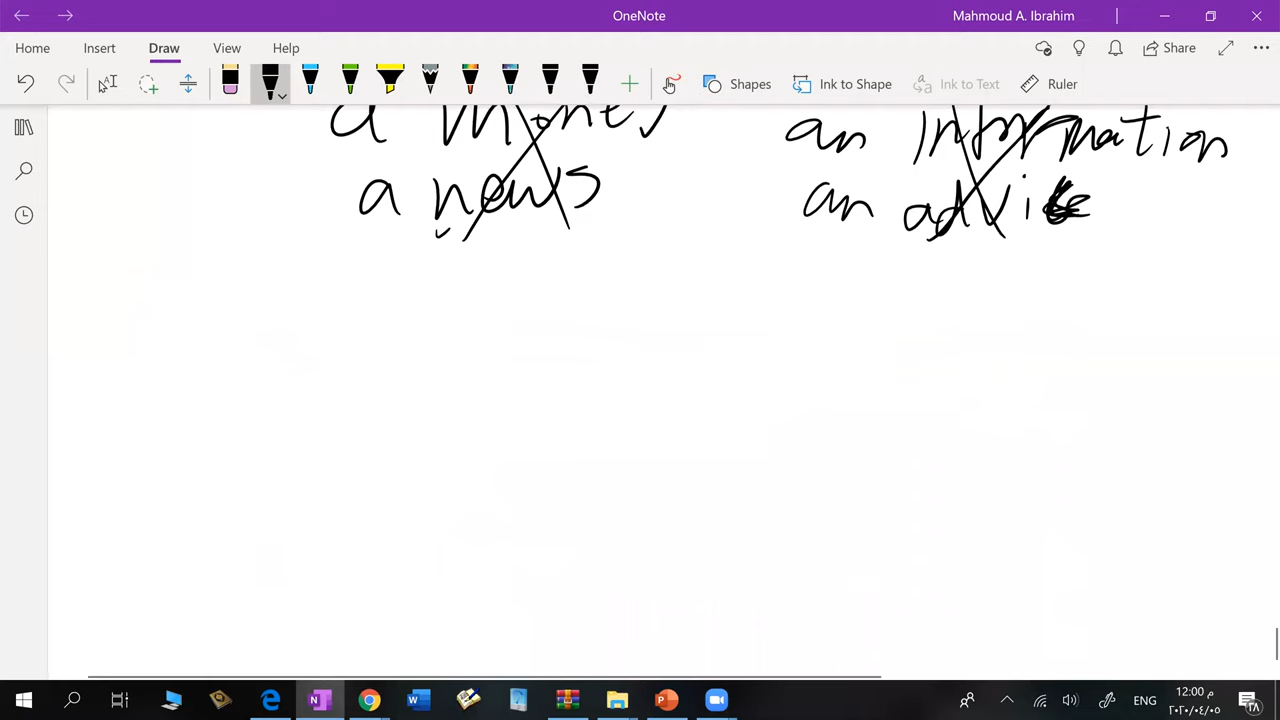 OneNote
Mahmoud A. Ibrahim
Home Insert Draw View Help
Share
Shapes Ink to Shape Ink to Text Ruler
a money an information
a news an advice
ENG
12:00 م
٢٠٢٠/٠٤/٠٥
٢٨